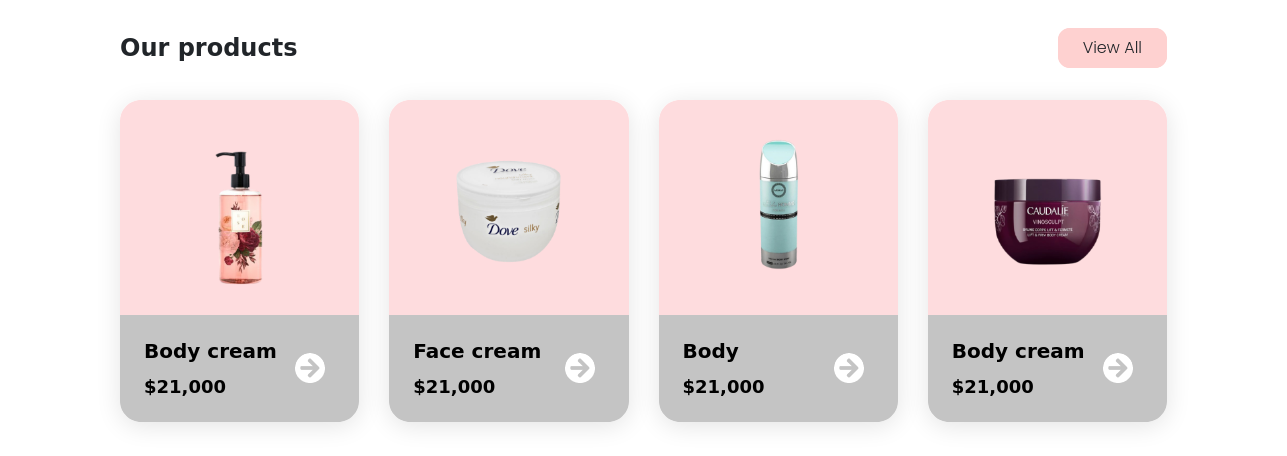 Our products
View All
Dove
Dove silky
CAUDALÍE
VINOSCULPT
Body cream
$21,000
Face cream
$21,000
Body
$21,000
Body cream
$21,000